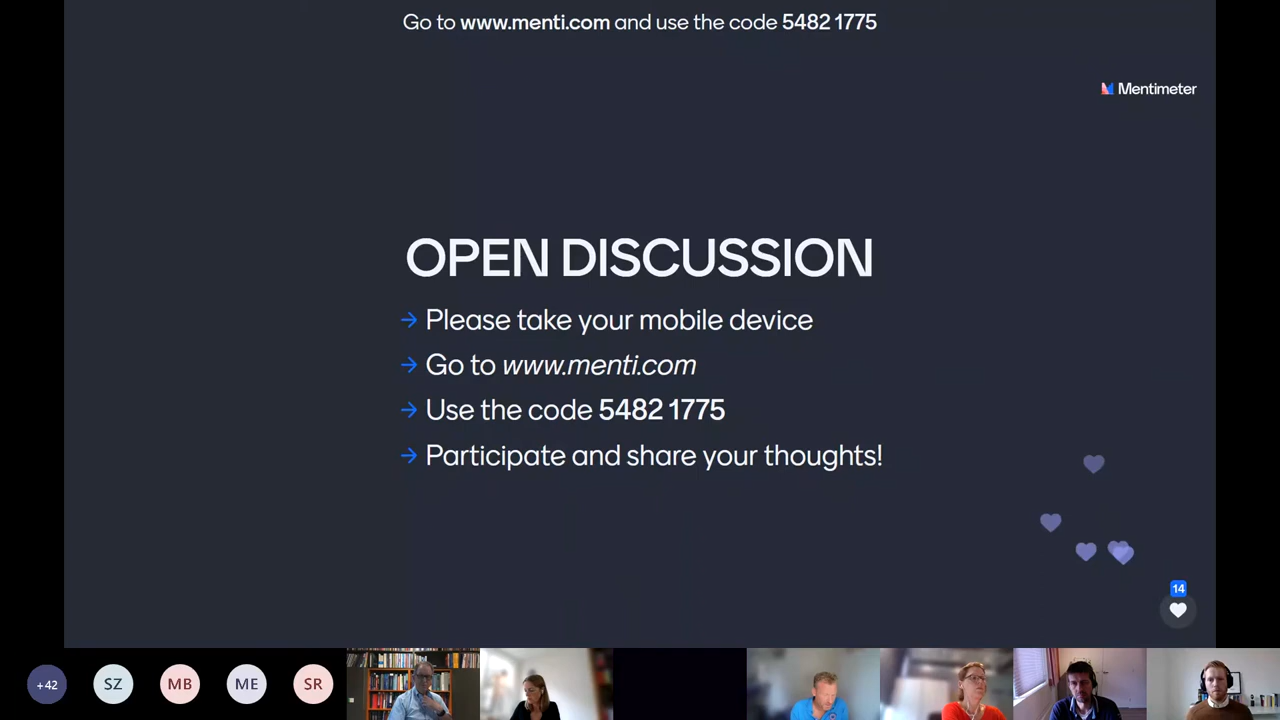 Go to www.menti.com and use the code 5482 1775
Mentimeter
OPEN DISCUSSION
→ Please take your mobile device
→ Go to www.menti.com
→ Use the code 5482 1775
→ Participate and share your thoughts!
14
+42
SZ
MB
ME
SR